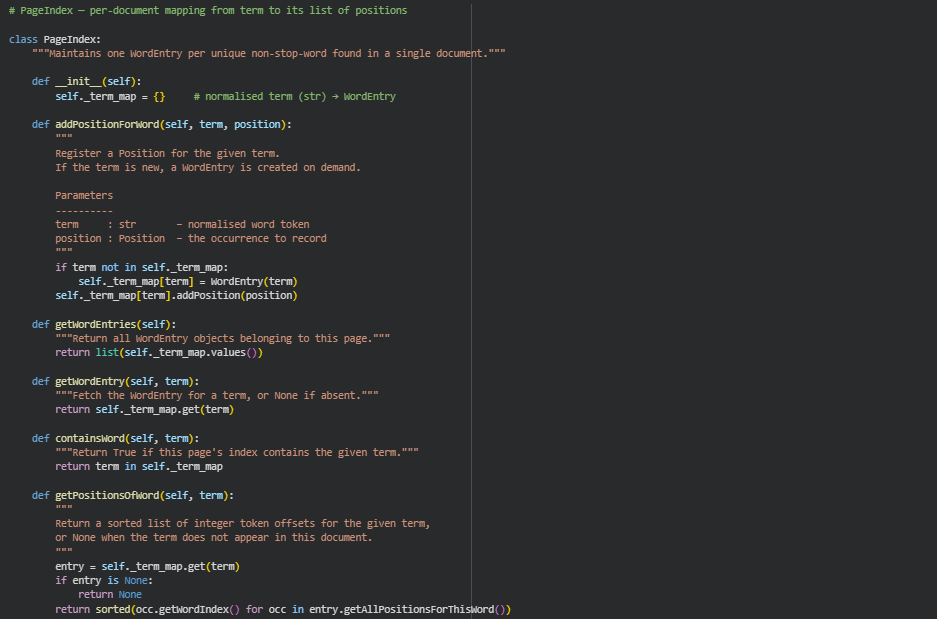 # PageIndex — per-document mapping from term to its list of positions

class PageIndex:
    """Maintains one WordEntry per unique non-stop-word found in a single document."""

    def __init__(self):
        self._term_map = {}     # normalised term (str) → WordEntry

    def addPositionForWord(self, term, position):
        """
        Register a Position for the given term.
        If the term is new, a WordEntry is created on demand.

        Parameters
        ----------
        term     : str       – normalised word token
        position : Position  – the occurrence to record
        """
        if term not in self._term_map:
            self._term_map[term] = WordEntry(term)
        self._term_map[term].addPosition(position)

    def getWordEntries(self):
        """Return all WordEntry objects belonging to this page."""
        return list(self._term_map.values())

    def getWordEntry(self, term):
        """Fetch the WordEntry for a term, or None if absent."""
        return self._term_map.get(term)

    def containsWord(self, term):
        """Return True if this page's index contains the given term."""
        return term in self._term_map

    def getPositionsOfWord(self, term):
        """
        Return a sorted list of integer token offsets for the given term,
        or None when the term does not appear in this document.
        """
        entry = self._term_map.get(term)
        if entry is None:
            return None
        return sorted(occ.getWordIndex() for occ in entry.getAllPositionsForThisWord())